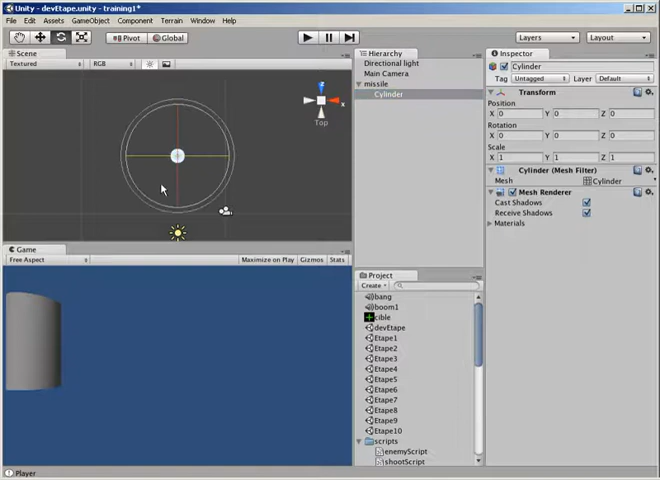 Unity - devEtape.unity - training1*
File Edit Assets GameObject Component Terrain Window Help
Pivot Global Layers Layout
Scene
Textured RGB
z
x
Top
Game
Free Aspect Maximize on Play Gizmos Stats
Hierarchy
Directional light
Main Camera
missile
Cylinder
Project
Create
bang
boom1
cible
devEtape
Etape1
Etape2
Etape3
Etape4
Etape5
Etape6
Etape7
Etape8
Etape9
Etape10
scripts
enemyScript
shootScript
Inspector
Cylinder
Tag Untagged Layer Default
Transform
Position
X 0 Y 0 Z 0
Rotation
X 0 Y 0 Z 0
Scale
X 1 Y 1 Z 1
Cylinder (Mesh Filter)
Mesh Cylinder
Mesh Renderer
Cast Shadows
Receive Shadows
Materials
Player